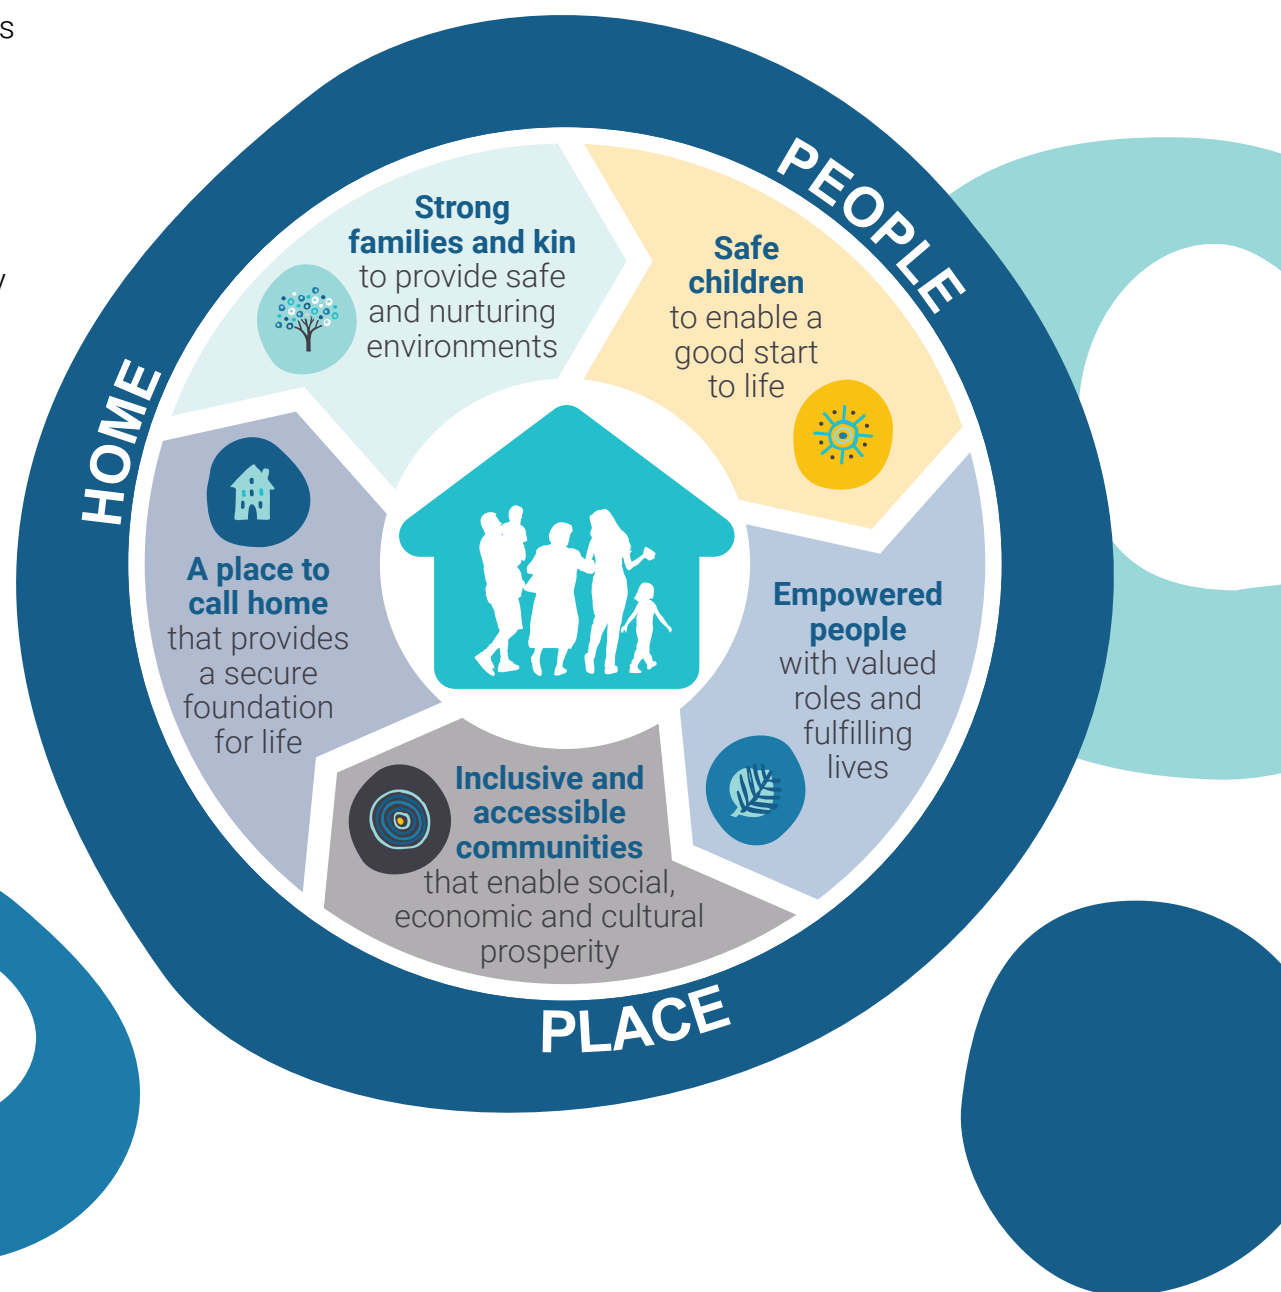 s
y
PEOPLE
HOME
PLACE
Strong
families and kin
to provide safe
and nurturing
environments
Safe
children
to enable a
good start
to life
Empowered
people
with valued
roles and
fulfilling
lives
Inclusive and
accessible
communities
that enable social,
economic and cultural
prosperity
A place to
call home
that provides
a secure
foundation
for life